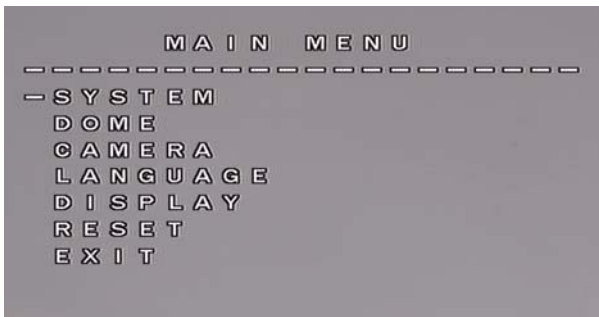 MAIN MENU
--------------------
-SYSTEM
DOME
CAMERA
LANGUAGE
DISPLAY
RESET
EXIT